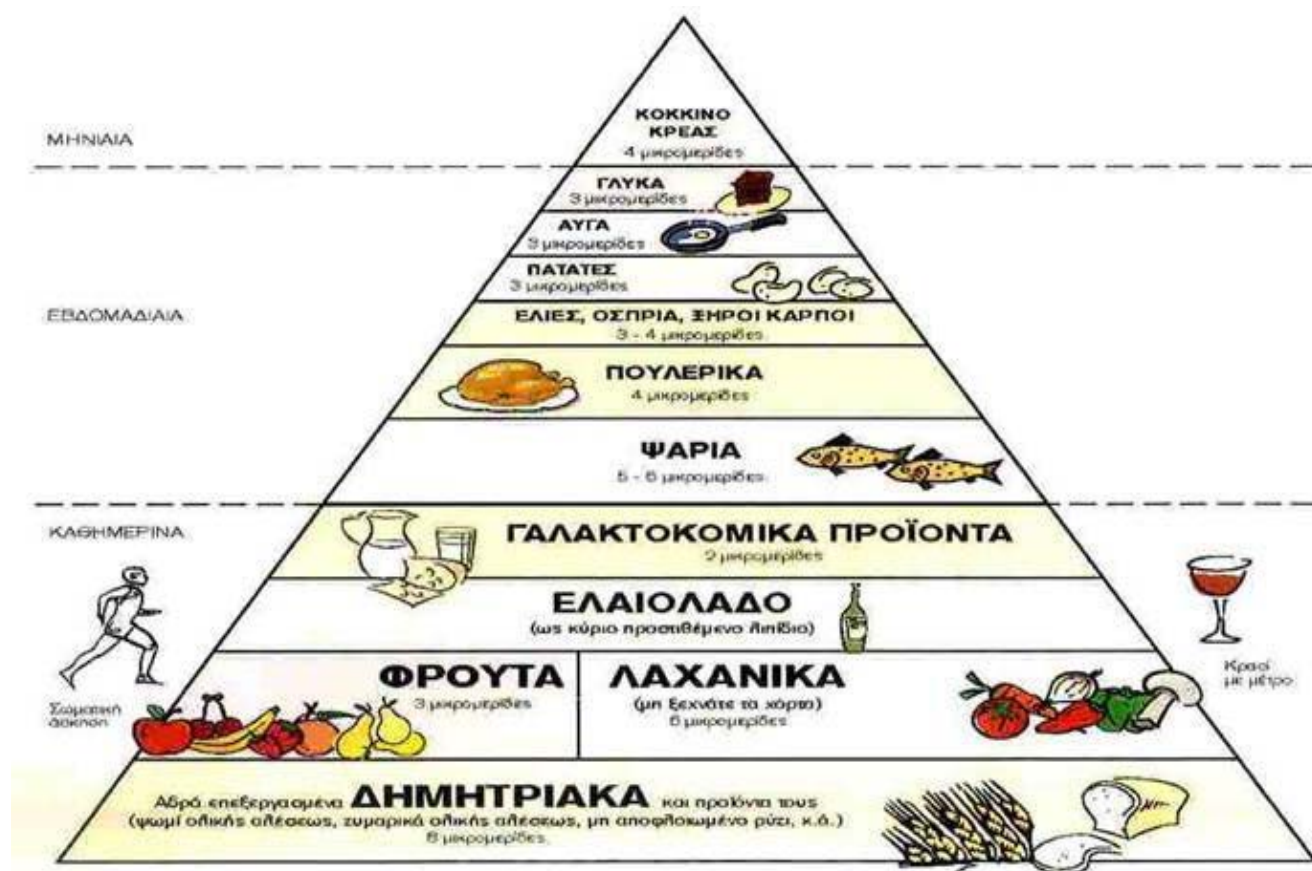 ΚΟΚΚΙΝΟ
ΚΡΕΑΣ
4 μικρομερίδες
ΜΗΝΙΑΙΑ
ΓΛΥΚΑ
3 μικρομερίδες
ΑΥΓΑ
3 μικρομερίδες
ΠΑΤΑΤΕΣ
3 μικρομερίδες
ΕΒΔΟΜΑΔΙΑΙΑ
ΕΛΙΕΣ, ΟΣΠΡΙΑ, ΞΗΡΟΙ ΚΑΡΠΟΙ
3 - 4 μικρομερίδες
ΠΟΥΛΕΡΙΚΑ
4 μικρομερίδες
ΨΑΡΙΑ
5 - 6 μικρομερίδες
ΚΑΘΗΜΕΡΙΝΑ
ΓΑΛΑΚΤΟΚΟΜΙΚΑ ΠΡΟΪΟΝΤΑ
2 μικρομερίδες
ΕΛΑΙΟΛΑΔΟ
(ως κύριο προστιθέμενο λιπίδιο)
ΦΡΟΥΤΑ
3 μικρομερίδες
ΛΑΧΑΝΙΚΑ
(μη ξεχνάτε τα χόρτα)
6 μικρομερίδες
Σωματική
άσκηση
Κρασί
με μέτρο
Αδρά επεξεργασμένα ΔΗΜΗΤΡΙΑΚΑ και προϊόντα τους
(ψωμί ολικής αλέσεως, ζυμαρικά ολικής αλέσεως, μη αποφλοιωμένο ρύζι, κ.ά.)
8 μικρομερίδες